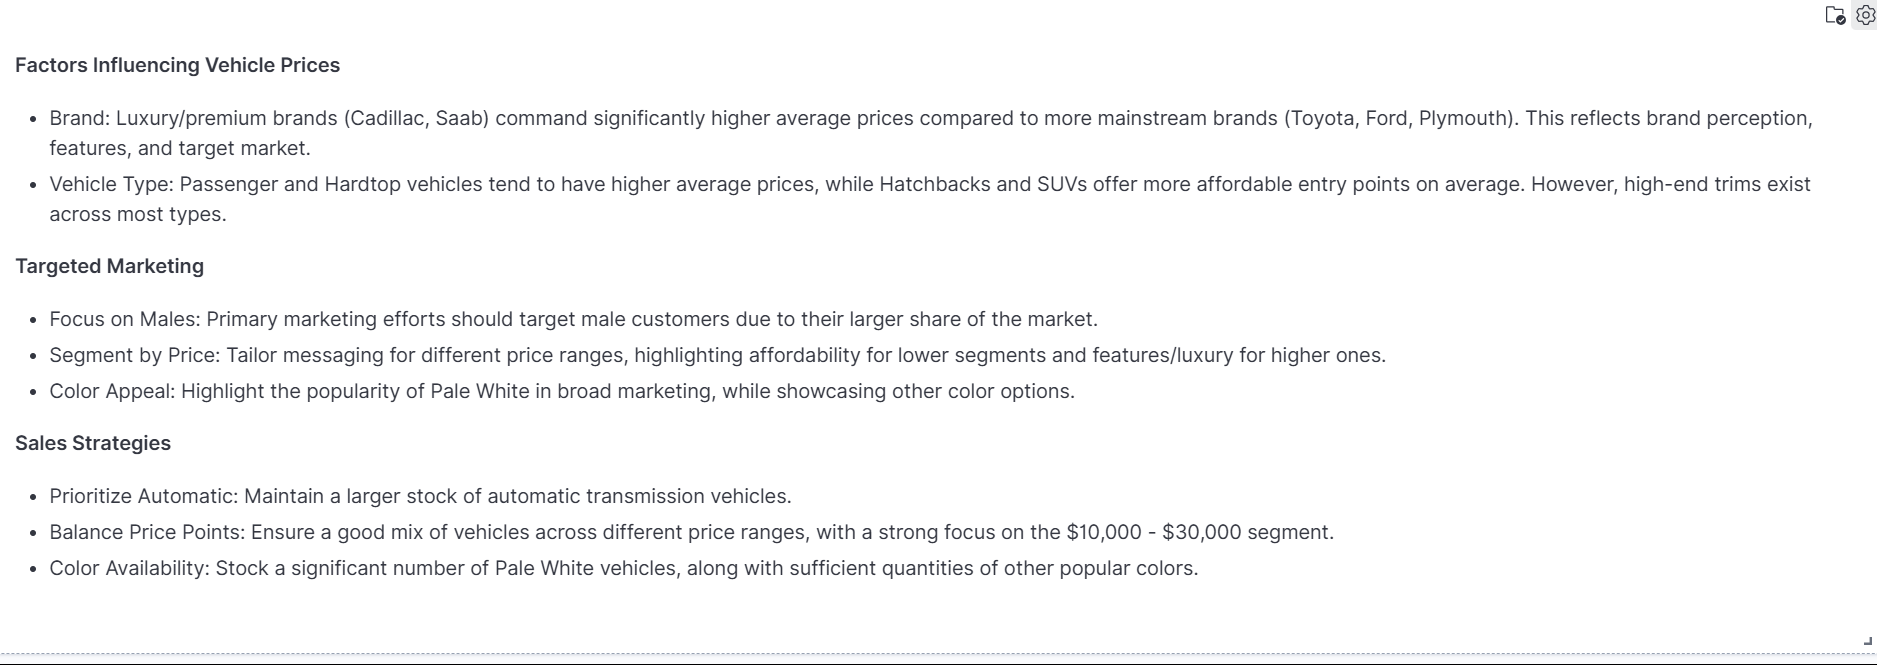 Factors Influencing Vehicle Prices
• Brand: Luxury/premium brands (Cadillac, Saab) command significantly higher average prices compared to more mainstream brands (Toyota, Ford, Plymouth). This reflects brand perception,
features, and target market.
• Vehicle Type: Passenger and Hardtop vehicles tend to have higher average prices, while Hatchbacks and SUVs offer more affordable entry points on average. However, high-end trims exist
across most types.
Targeted Marketing
• Focus on Males: Primary marketing efforts should target male customers due to their larger share of the market.
• Segment by Price: Tailor messaging for different price ranges, highlighting affordability for lower segments and features/luxury for higher ones.
• Color Appeal: Highlight the popularity of Pale White in broad marketing, while showcasing other color options.
Sales Strategies
• Prioritize Automatic: Maintain a larger stock of automatic transmission vehicles.
• Balance Price Points: Ensure a good mix of vehicles across different price ranges, with a strong focus on the $10,000 - $30,000 segment.
• Color Availability: Stock a significant number of Pale White vehicles, along with sufficient quantities of other popular colors.